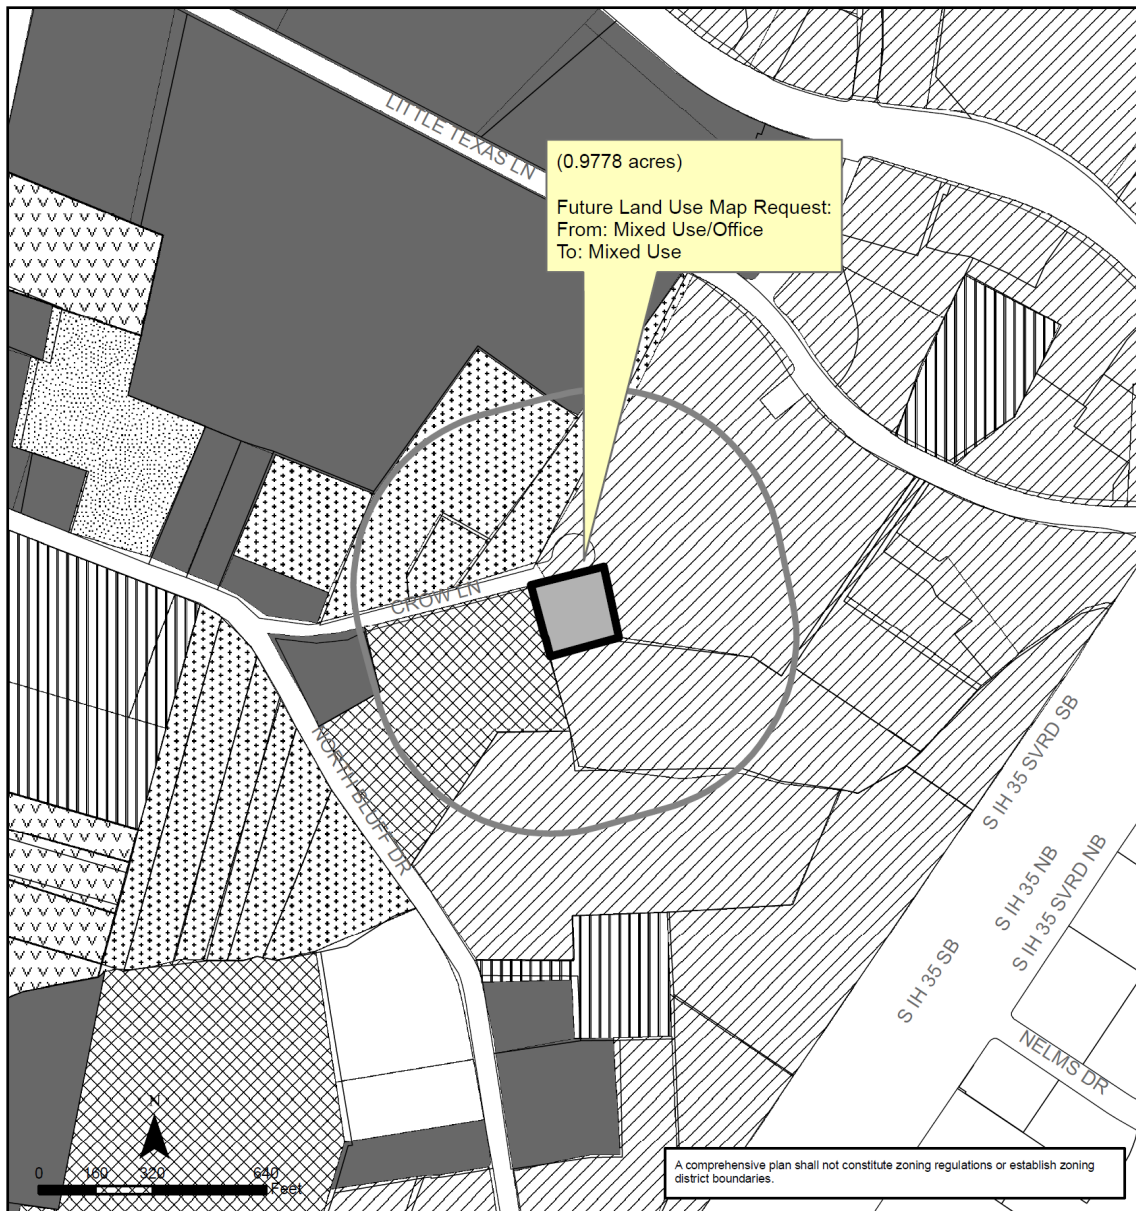 LITTLE TEXAS LN
(0.9778 acres)
Future Land Use Map Request:
From: Mixed Use/Office
To: Mixed Use
CROW LN
NORTH BLUFF DR
S IH 35 SVRD SB
S IH 35 NB
S IH 35 SVRD NB
S IH 35 SB
NELMS DR
N
0 160 320 640
Feet
A comprehensive plan shall not constitute zoning regulations or establish zoning
district boundaries.